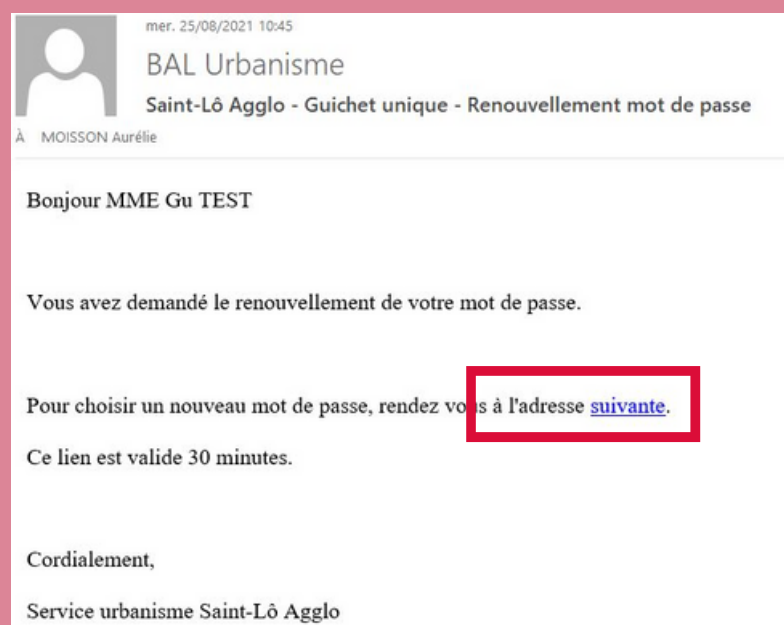 mer. 25/08/2021 10:45
BAL Urbanisme
Saint-Lô Agglo - Guichet unique - Renouvellement mot de passe
À MOISSON Aurélie
Bonjour MME Gu TEST
Vous avez demandé le renouvellement de votre mot de passe.
Pour choisir un nouveau mot de passe, rendez vous à l'adresse suivante.
Ce lien est valide 30 minutes.
Cordialement,
Service urbanisme Saint-Lô Agglo